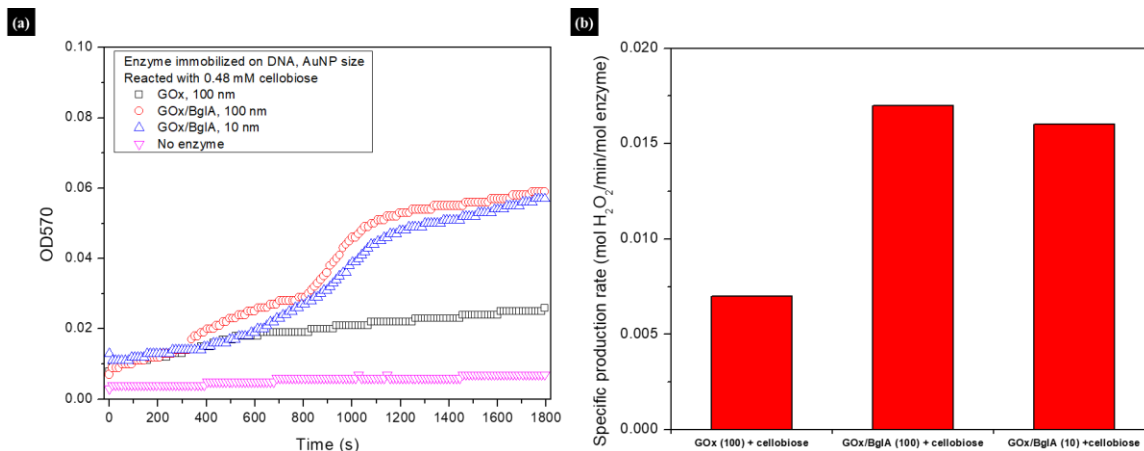 (a)
0.10
0.08
0.06
0.04
0.02
0.00
OD570
Enzyme immobilized on DNA, AuNP size
Reacted with 0.48 mM cellobiose
GOx, 100 nm
GOx/BglA, 100 nm
GOx/BglA, 10 nm
No enzyme
0 200 400 600 800 1000 1200 1400 1600 1800
Time (s)
(b)
0.020
0.015
0.010
0.005
0.000
Specific production rate (mol H₂O₂/min/mol enzyme)
GOx (100) + cellobiose GOx/BglA (100) + cellobiose GOx/BglA (10) +cellobiose